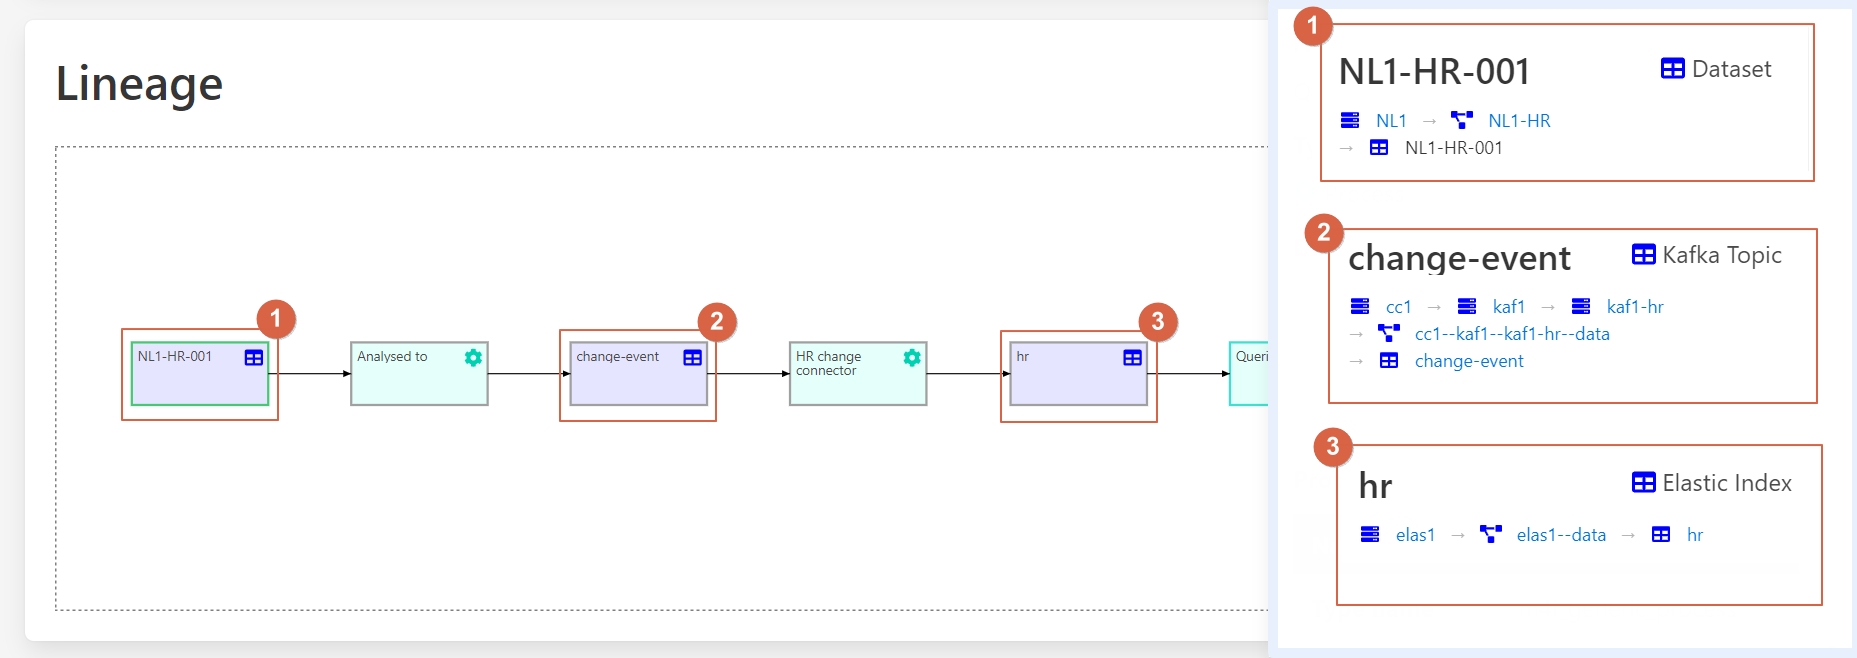 Lineage
1
NL1-HR-001
Analysed to
2
change-event
HR change
connector
3
hr
Queri
1
NL1-HR-001
Dataset
NL1 → NL1-HR
→ NL1-HR-001
2
change-event
Kafka Topic
cc1 → kaf1 → kaf1-hr
→ cc1--kaf1--kaf1-hr--data
→ change-event
3
hr
Elastic Index
elas1 → elas1--data → hr